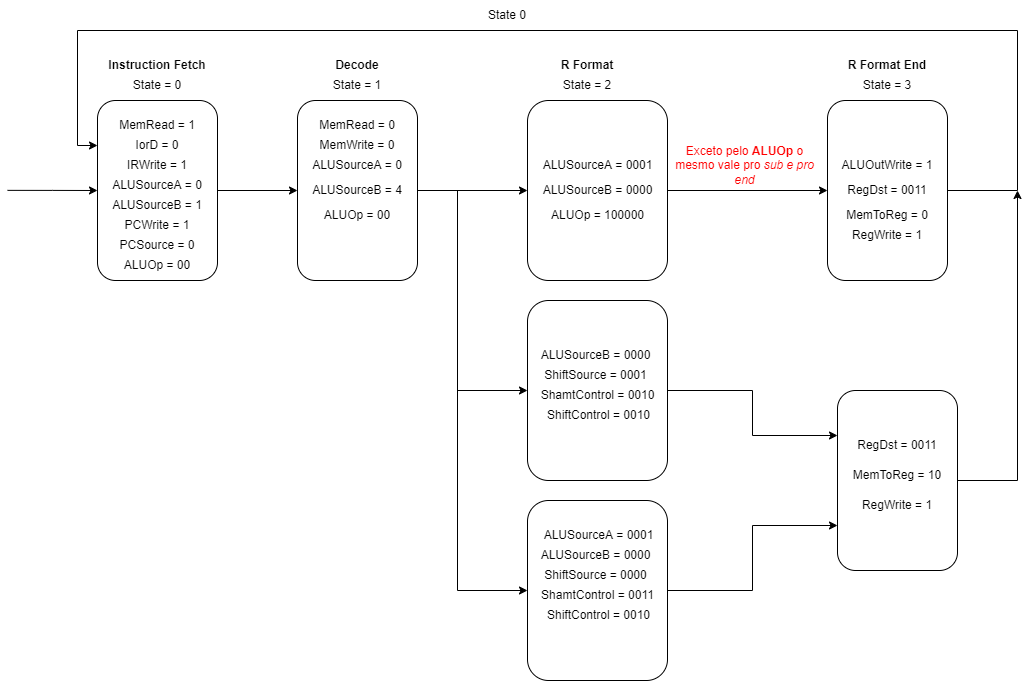 State 0
Instruction Fetch
State = 0
MemRead = 1
IorD = 0
IRWrite = 1
ALUSourceA = 0
ALUSourceB = 1
PCWrite = 1
PCSource = 0
ALUOp = 00
Decode
State = 1
MemRead = 0
MemWrite = 0
ALUSourceA = 0
ALUSourceB = 4
ALUOp = 00
R Format
State = 2
ALUSourceA = 0001
ALUSourceB = 0000
ALUOp = 100000
Exceto pelo ALUOp o
mesmo vale pro sub e pro
end
R Format End
State = 3
ALUOutWrite = 1
RegDst = 0011
MemToReg = 0
RegWrite = 1
ALUSourceB = 0000
ShiftSource = 0001
ShamtControl = 0010
ShiftControl = 0010
ALUSourceA = 0001
ALUSourceB = 0000
ShiftSource = 0000
ShamtControl = 0011
ShiftControl = 0010
RegDst = 0011
MemToReg = 10
RegWrite = 1